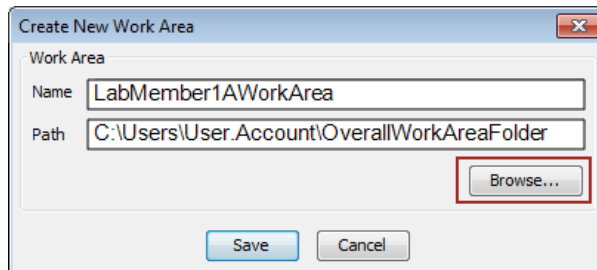 Create New Work Area
Work Area
Name LabMember1AWorkArea
Path C:\Users\User.Account\OverallWorkAreaFolder
Browse...
Save Cancel